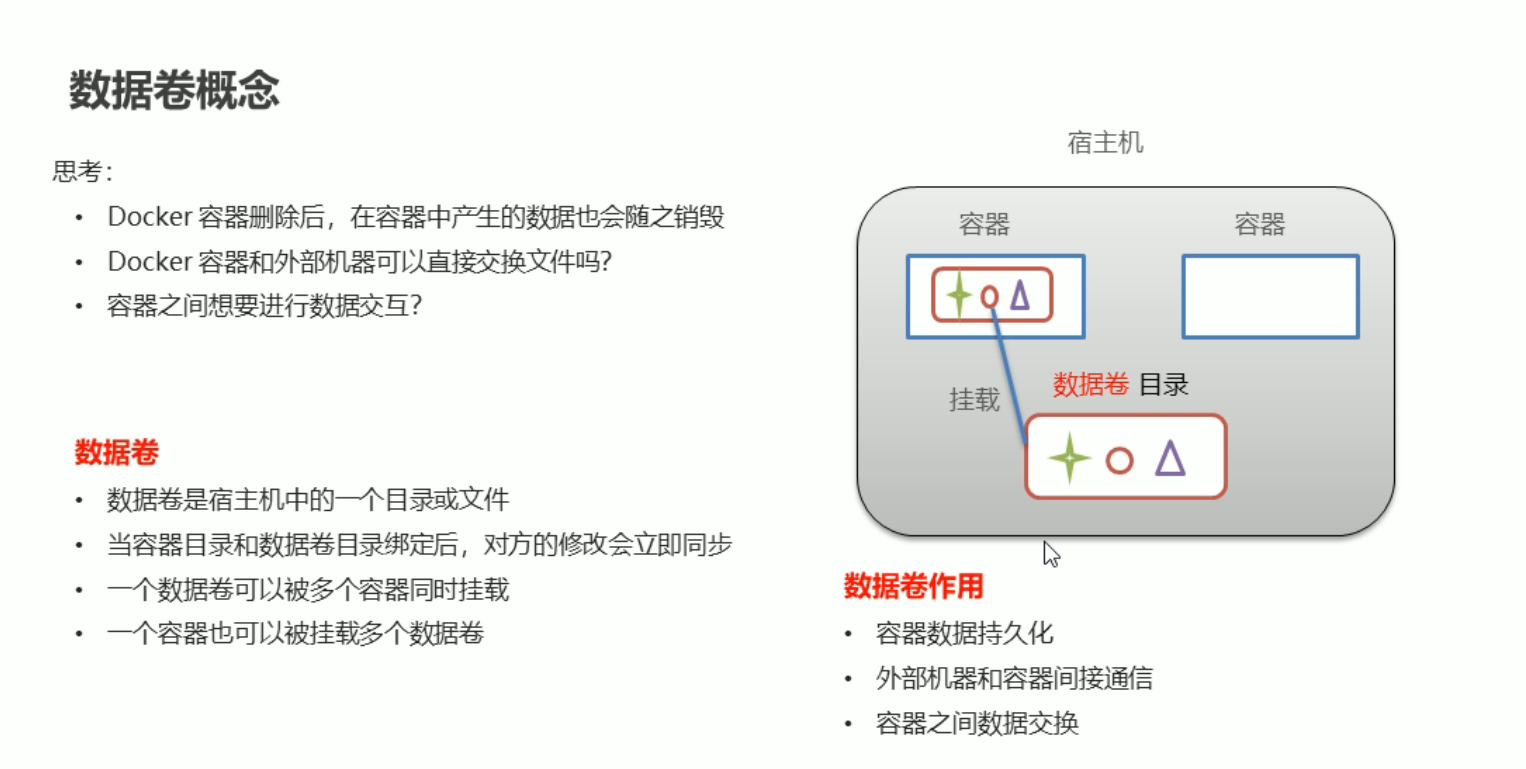 数据卷概念
思考：
• Docker 容器删除后，在容器中产生的数据也会随之销毁
• Docker 容器和外部机器可以直接交换文件吗？
• 容器之间想要进行数据交互？
数据卷
• 数据卷是宿主机中的一个目录或文件
• 当容器目录和数据卷目录绑定后，对方的修改会立即同步
• 一个数据卷可以被多个容器同时挂载
• 一个容器也可以被挂载多个数据卷
宿主机
容器
容器
挂载
数据卷 目录
数据卷作用
• 容器数据持久化
• 外部机器和容器间接通信
• 容器之间数据交换